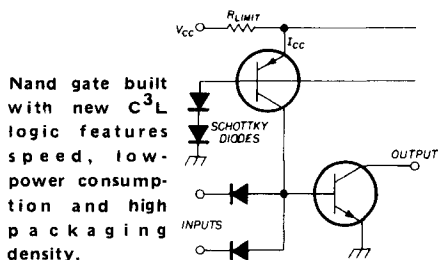 V_CC
R_LIMIT
I_CC
Nand gate built
with new C³L
logic features
speed, low-
power consump-
tion and high
packaging
density.
SCHOTTKY
DIODES
OUTPUT
INPUTS